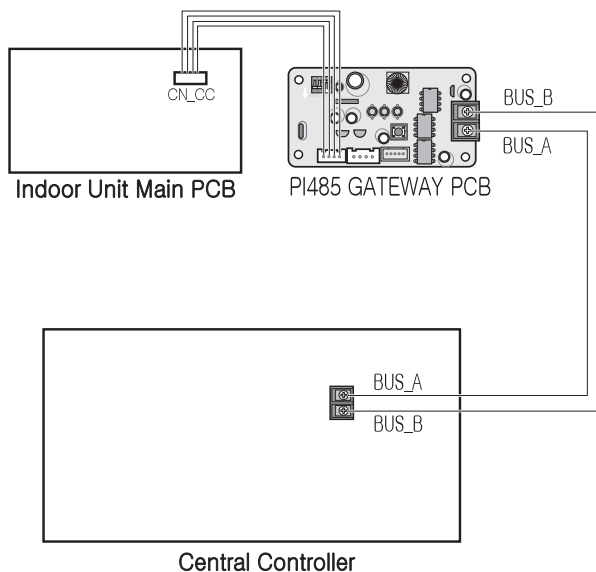 CN_CC
BUS_B
BUS_A
Indoor Unit Main PCB
PI485 GATEWAY PCB
BUS_A
BUS_B
Central Controller